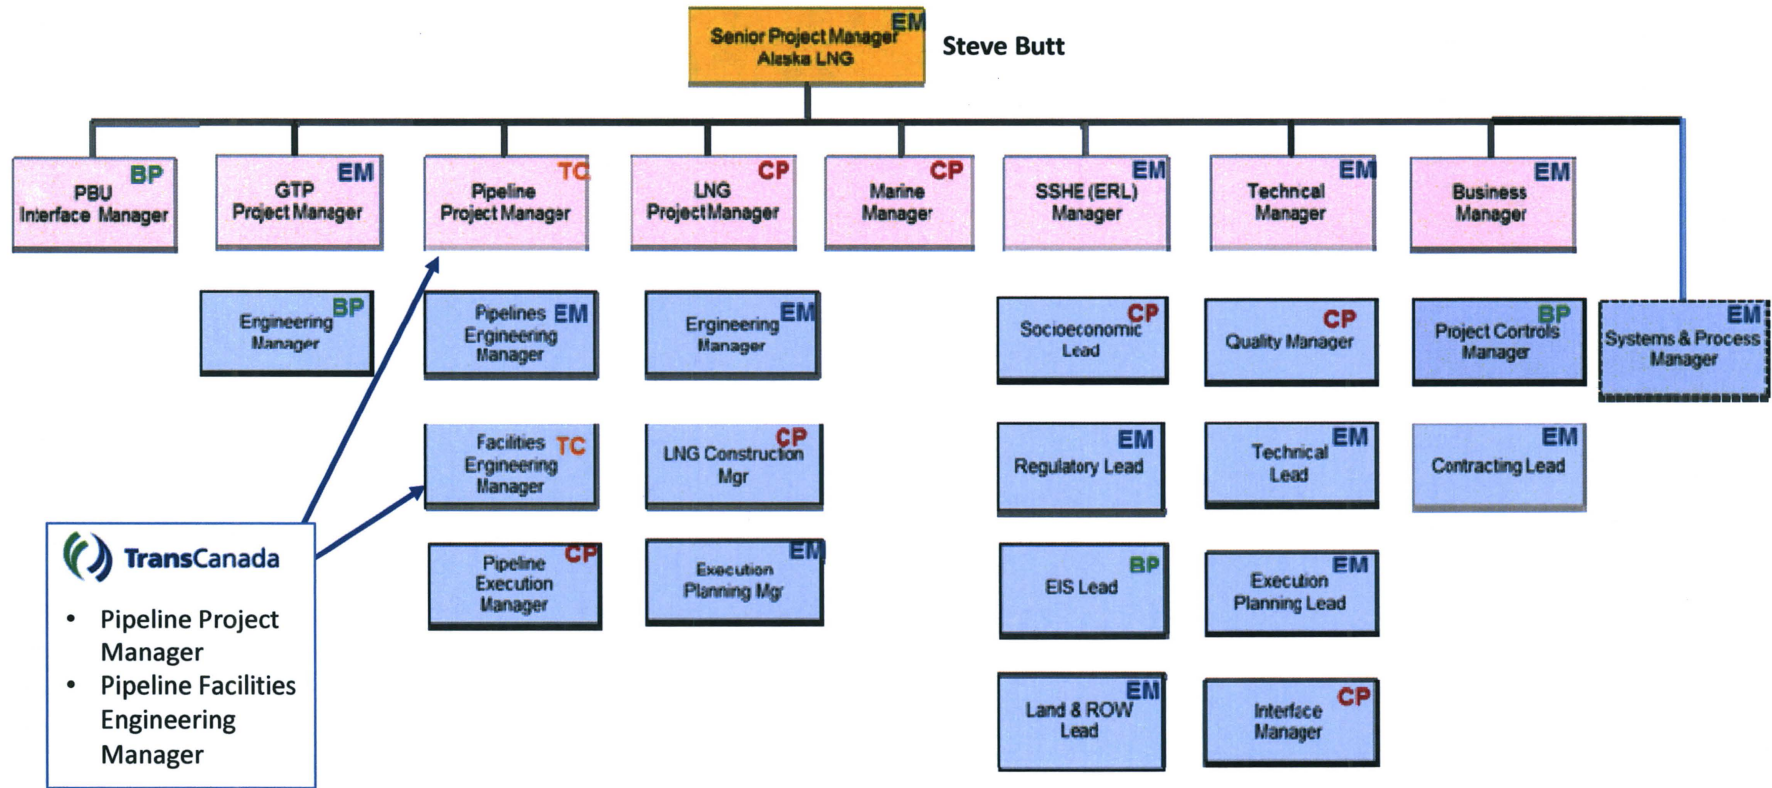 EM
Senior Project Manager
Alaska LNG
Steve Butt
BP
PBU
Interface Manager
EM
GTP
Project Manager
TC
Pipeline
Project Manager
CP
LNG
Project Manager
CP
Marine
Manager
EM
SSHE (ERL)
Manager
EM
Technical
Manager
EM
Business
Manager
BP
Engineering
Manager
Pipelines EM
Engineering
Manager
EM
Engineering
Manager
CP
Socioeconomic
Lead
CP
Quality Manager
BP
Project Controls
Manager
EM
Systems & Process
Manager
Facilities TC
Engineering
Manager
CP
LNG Construction
Mgr
EM
Regulatory Lead
EM
Technical
Lead
EM
Contracting Lead
CP
Pipeline
Execution
Manager
EM
Execution
Planning Mgr
BP
EIS Lead
EM
Execution
Planning Lead
EM
Land & ROW
Lead
CP
Interface
Manager
TransCanada
• Pipeline Project
Manager
• Pipeline Facilities
Engineering
Manager